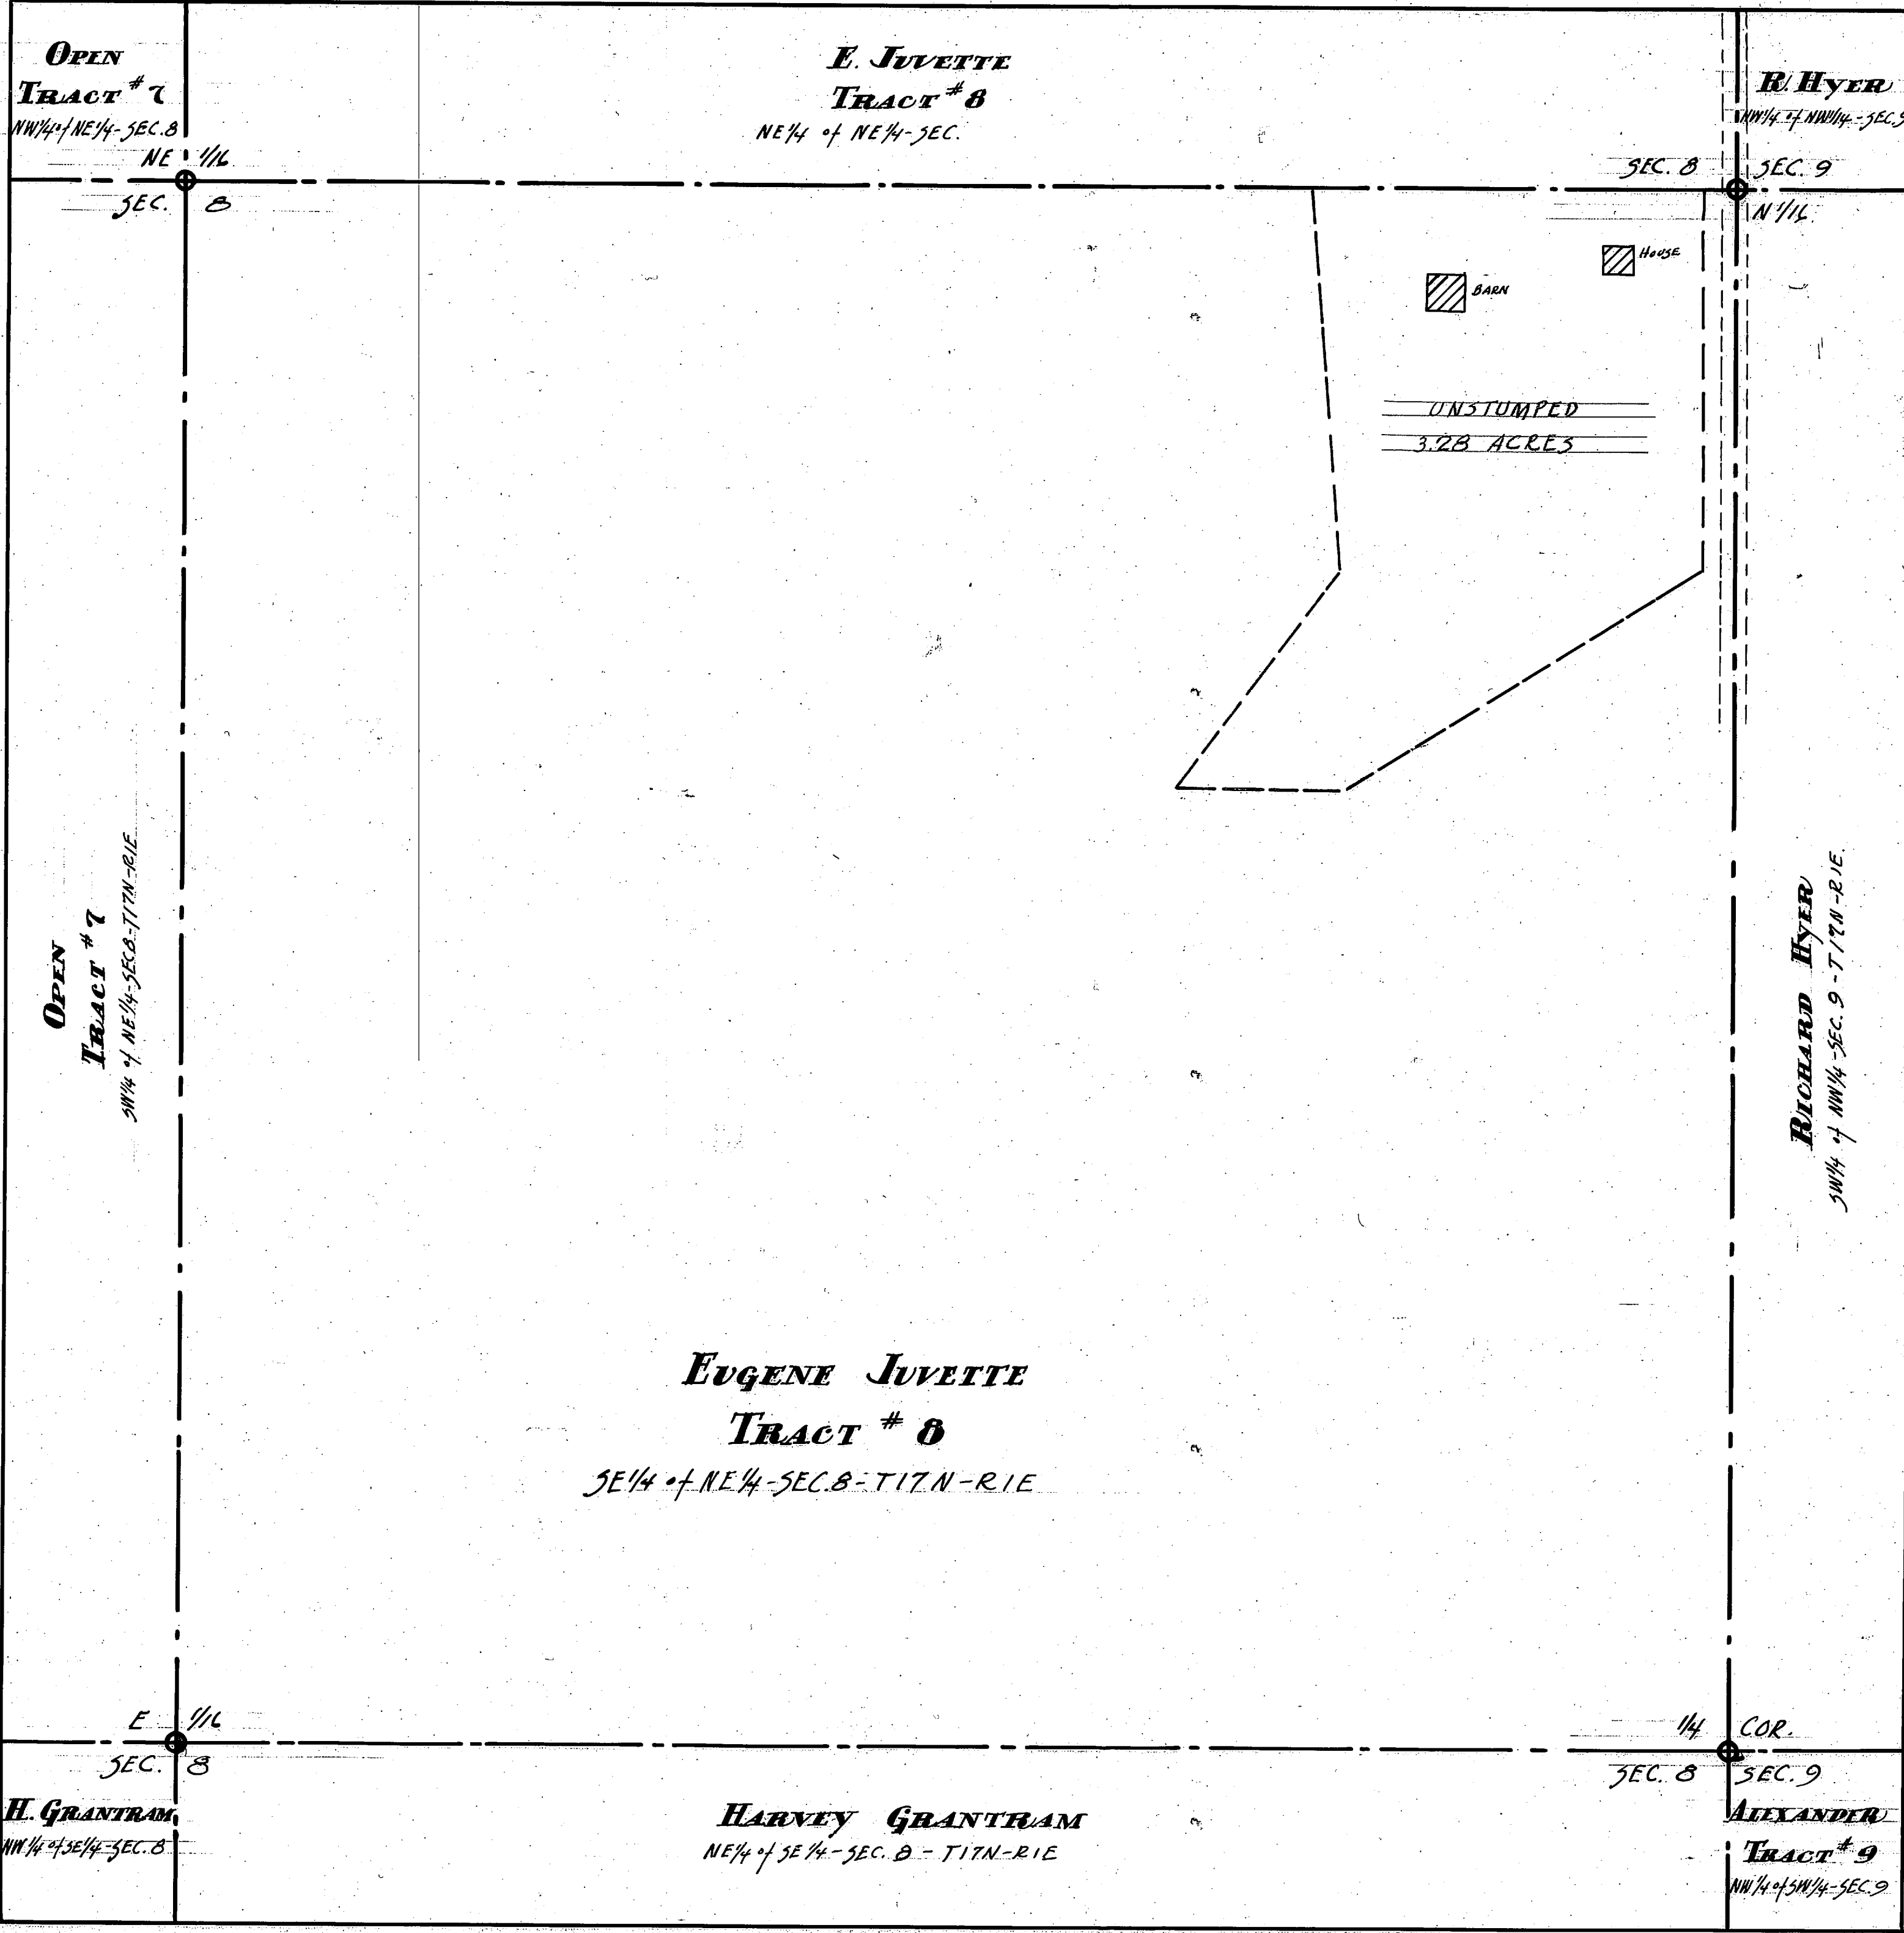 OPEN
TRACT #7
NW1/4 of NE1/4-SEC.8
E. JUVETTE
TRACT #8
NE1/4 of NE1/4-SEC.
R. HYER
NW1/4 of NW1/4-SEC.9
NE 1/16
SEC. 8
SEC. 8 SEC. 9
N 1/16
HOUSE
BARN
UNSTUMPED
3.28 ACRES
OPEN
TRACT #7
SW1/4 of NE1/4-SEC.8-T17N-R1E
RICHARD HYER
SW1/4 of NW1/4-SEC.9-T17N-R1E.
EUGENE JUVETTE
TRACT # 8
SE1/4 of NE1/4-SEC.8-T17N-R1E
E 1/16
SEC. 8
1/4 COR.
SEC. 8 SEC. 9
H. GRANTRAM
NW1/4 of SE1/4-SEC.8
HARVEY GRANTRAM
NE1/4 of SE1/4-SEC. 8-T17N-R1E
ALEXANDER
TRACT #9
NW1/4 of SW1/4-SEC.9